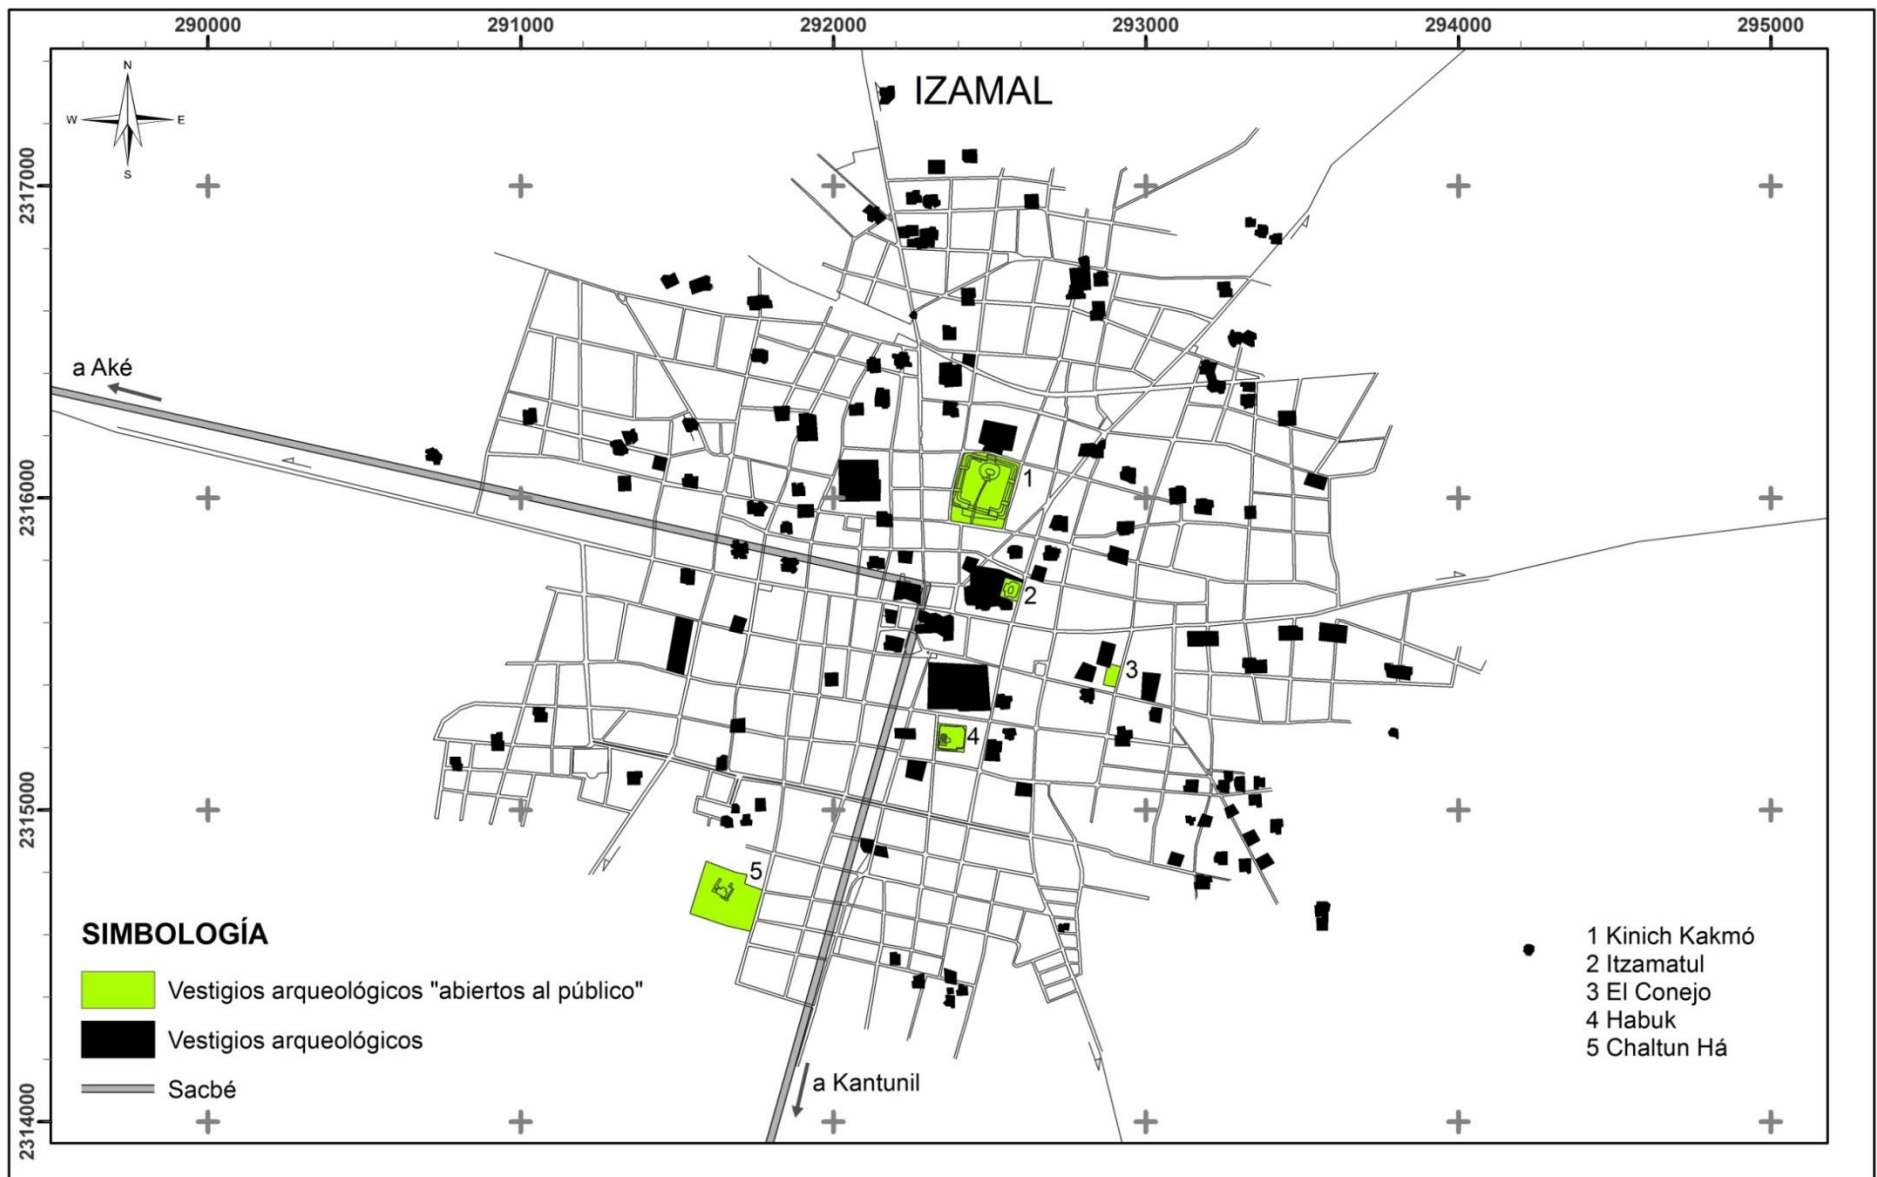 290000 291000 292000 293000 294000 295000
IZAMAL
N
W E
S
2317000
a Aké
2316000
1
2
3
4
2315000
5
SIMBOLOGÍA
Vestigios arqueológicos "abiertos al público"
Vestigios arqueológicos
Sacbé
a Kantunil
2314000
1 Kinich Kakmó
2 Itzamatul
3 El Conejo
4 Habuk
5 Chaltun Há